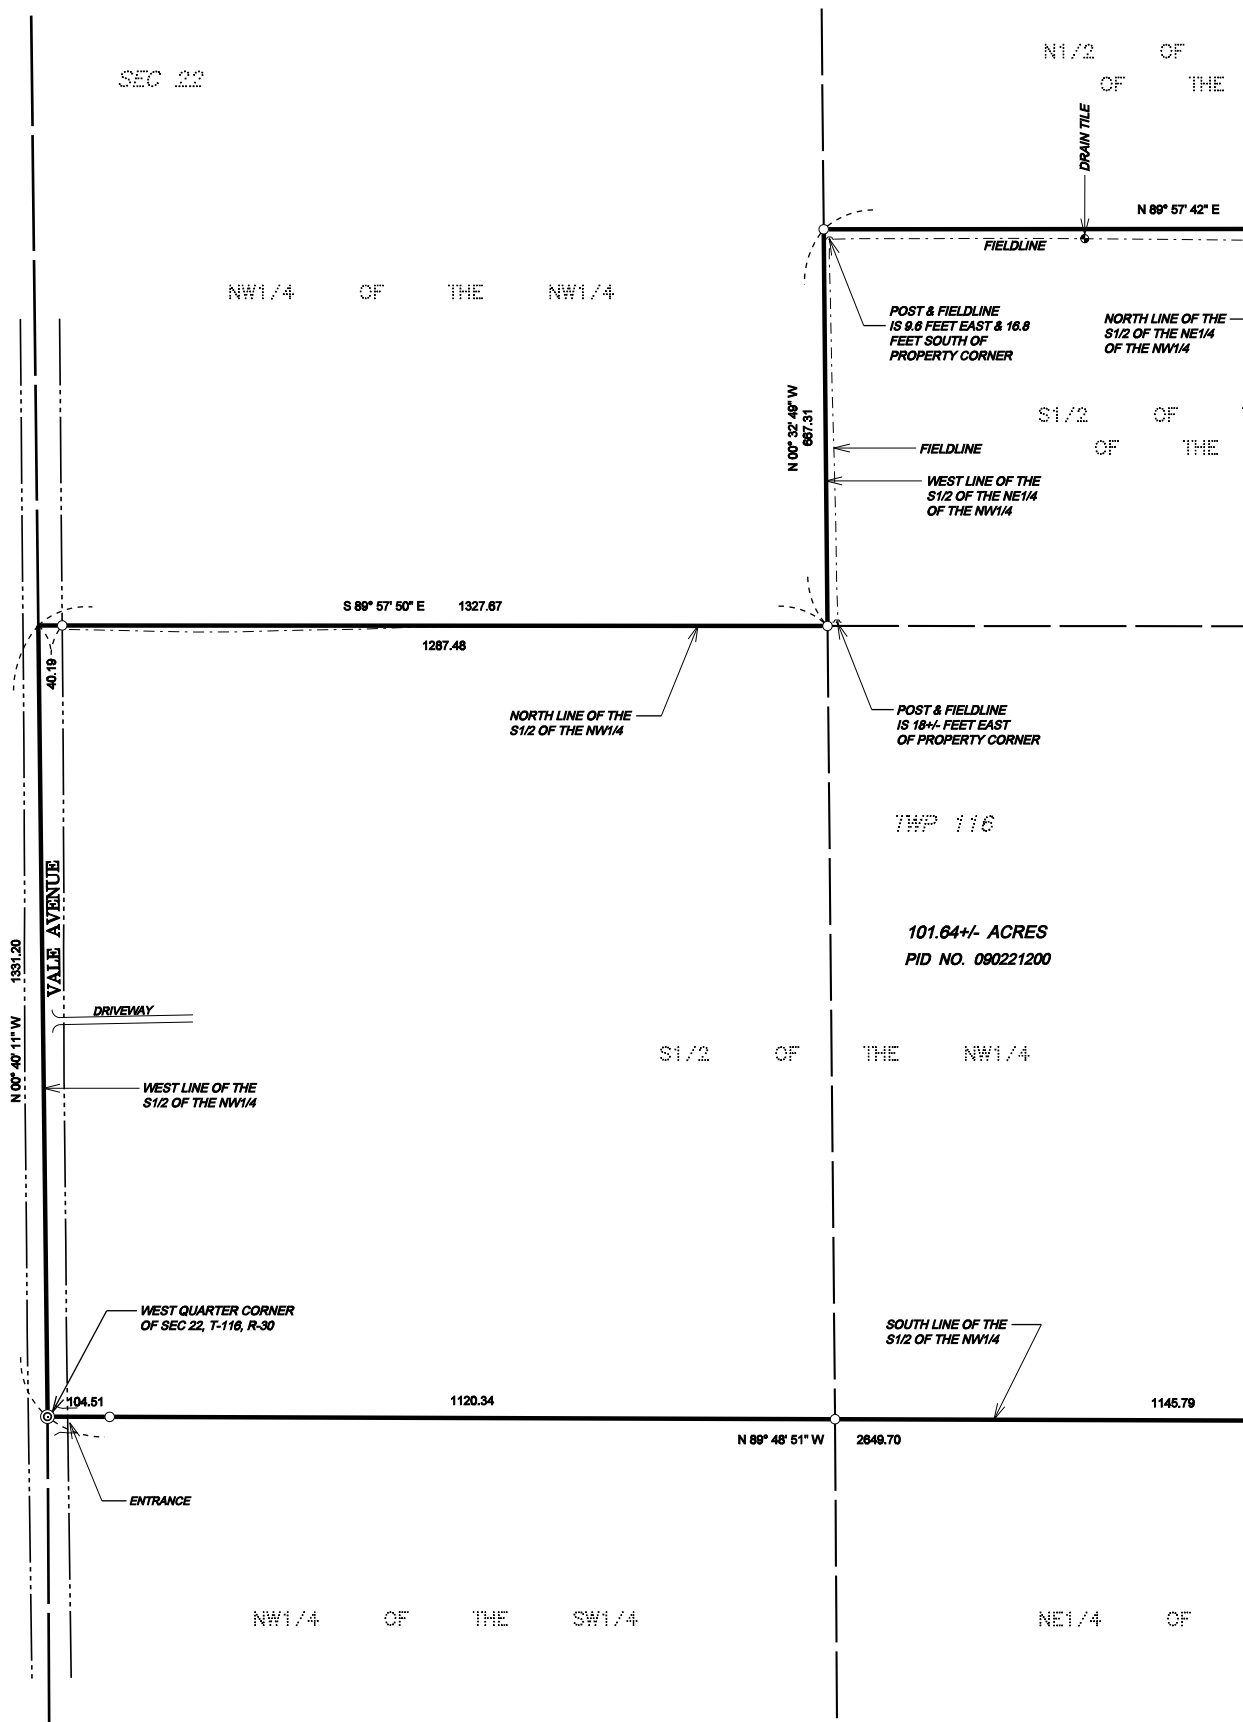 SEC 22
N1/2 OF
OF THE
DRAIN TILE
N 89° 57' 42" E
FIELDLINE
NW1/4 OF THE NW1/4
POST & FIELDLINE
IS 9.6 FEET EAST & 16.8
FEET SOUTH OF
PROPERTY CORNER
NORTH LINE OF THE
S1/2 OF THE NE1/4
OF THE NW1/4
N 00° 32' 49" W
667.31
S1/2 OF
OF THE
FIELDLINE
WEST LINE OF THE
S1/2 OF THE NE1/4
OF THE NW1/4
S 89° 57' 50" E 1327.67
1287.48
40.19
NORTH LINE OF THE
S1/2 OF THE NW1/4
POST & FIELDLINE
IS 18+/- FEET EAST
OF PROPERTY CORNER
TWP 116
VALE AVENUE
N 00° 40' 11" W 1331.20
101.64+/- ACRES
PID NO. 090221200
DRIVEWAY
S1/2 OF THE NW1/4
WEST LINE OF THE
S1/2 OF THE NW1/4
WEST QUARTER CORNER
OF SEC 22, T-116, R-30
SOUTH LINE OF THE
S1/2 OF THE NW1/4
104.51
1120.34
1145.79
N 89° 48' 51" W 2649.70
ENTRANCE
NW1/4 OF THE SW1/4
NE1/4 OF